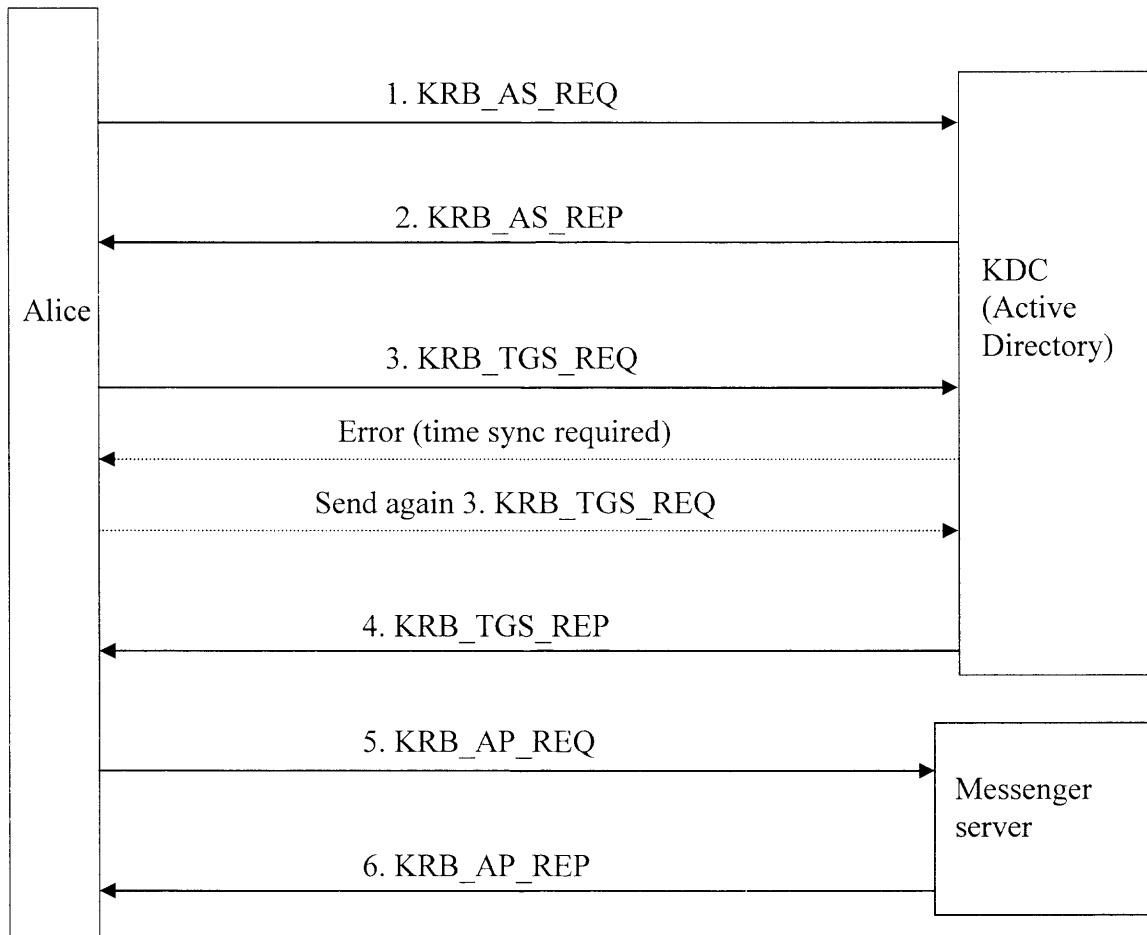 1. KRB_AS_REQ
2. KRB_AS_REP
KDC
(Active
Directory)
Alice
3. KRB_TGS_REQ
Error (time sync required)
Send again 3. KRB_TGS_REQ
4. KRB_TGS_REP
5. KRB_AP_REQ
Messenger
server
6. KRB_AP_REP